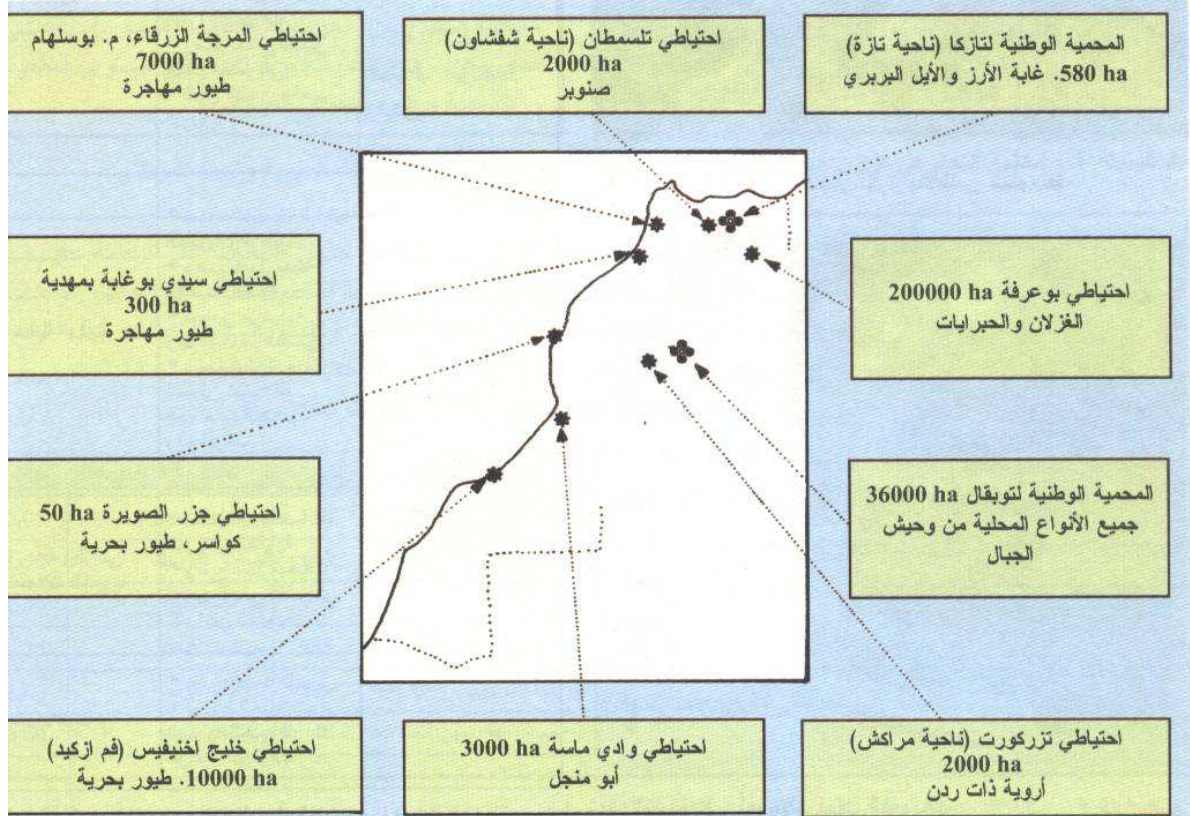 المحمية الوطنية لتازكا (ناحية تازة)
580 ha. غابة الأرز والأيل البربري
احتياطي تلسمطان (ناحية شفشاون)
2000 ha
صنوبر
احتياطي المرجة الزرقاء، م. بوسلهام
7000 ha
طيور مهاجرة
احتياطي بوعرفة 200000 ha
الغزلان والحبرايات
احتياطي سيدي بوغابة بمهدية
300 ha
طيور مهاجرة
المحمية الوطنية لتوبقال 36000 ha
جميع الأنواع المحلية من وحيش
الجبال
احتياطي جزر الصويرة 50 ha
كواسر، طيور بحرية
احتياطي تزركورت (ناحية مراكش)
2000 ha
أروية ذات ردن
احتياطي وادي ماسة 3000 ha
أبو منجل
احتياطي خليج اخنيفيس (فم ازكيد)
10000 ha. طيور بحرية